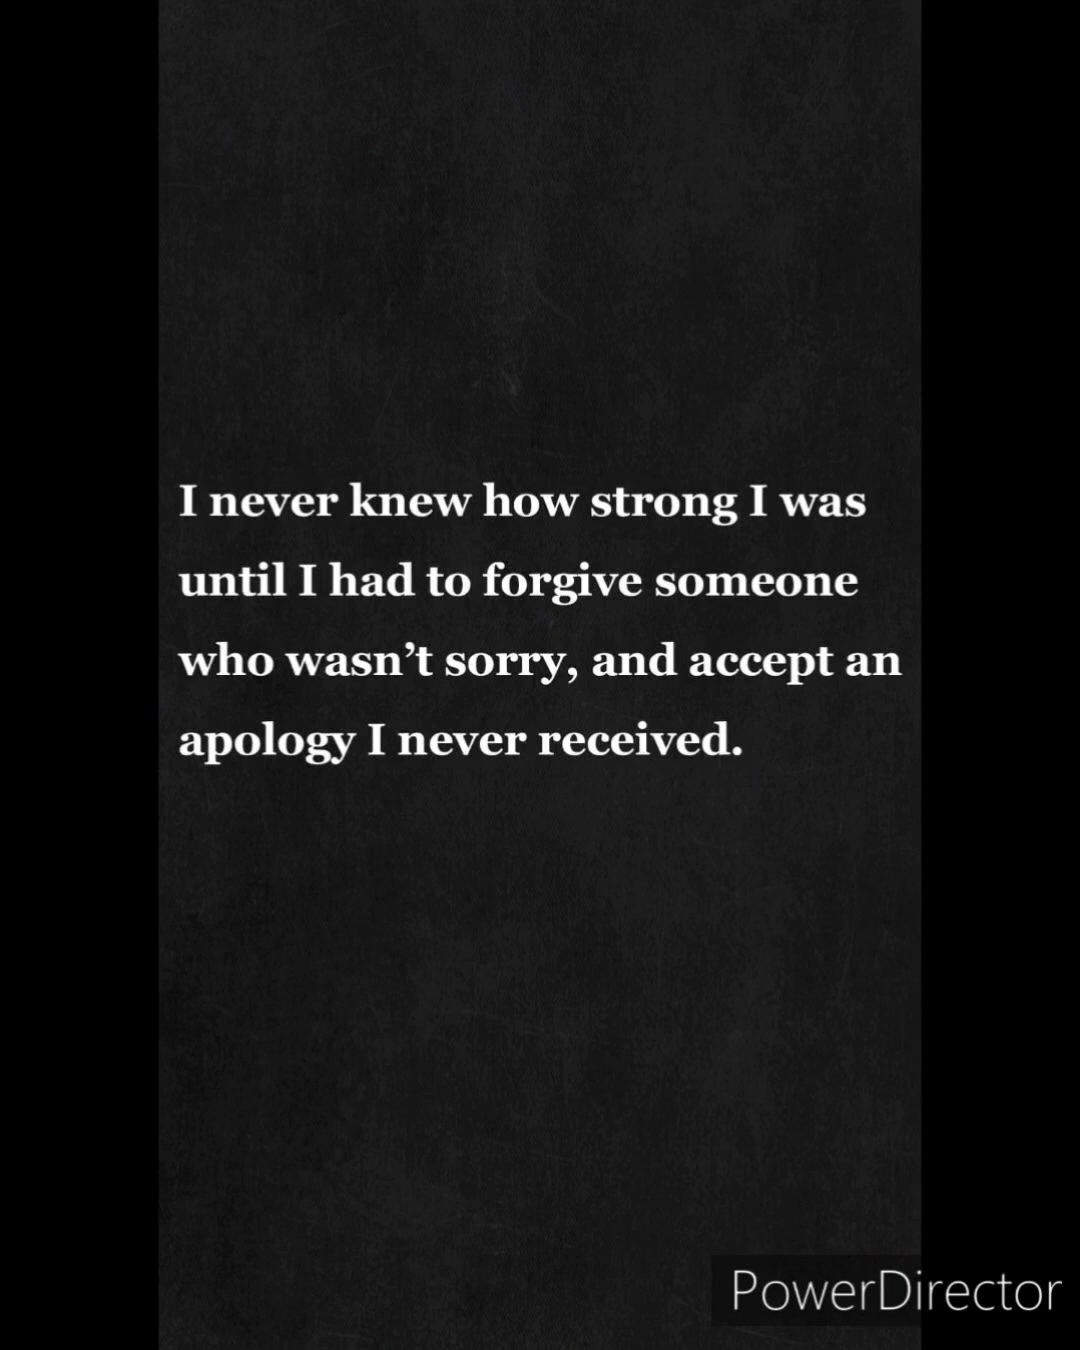 I never knew how strong I was
until I had to forgive someone
who wasn’t sorry, and accept an
apology I never received.
PowerDirector